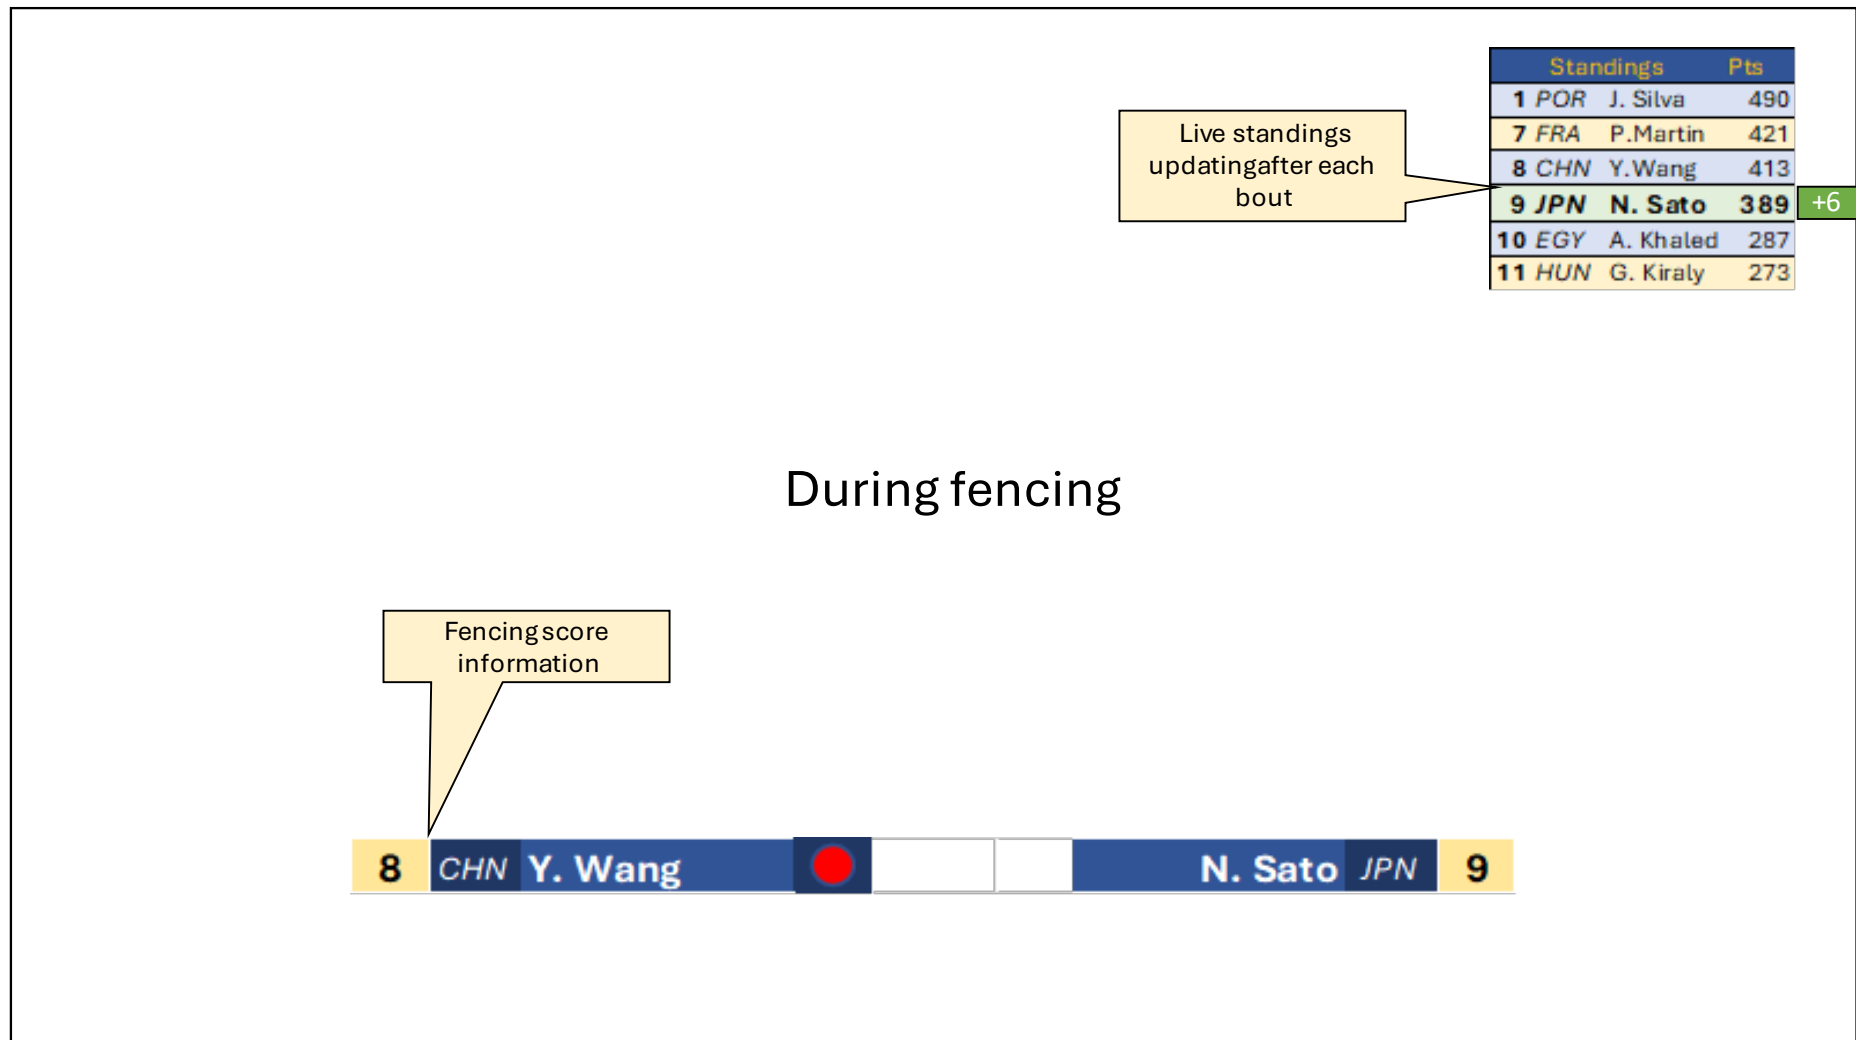 Standings Pts
1 POR J. Silva 490
7 FRA P.Martin 421
8 CHN Y.Wang 413
9 JPN N. Sato 389 +6
10 EGY A. Khaled 287
11 HUN G. Kiraly 273
Live standings
updatingafter each
bout
During fencing
Fencing score
information
8 CHN Y. Wang N. Sato JPN 9